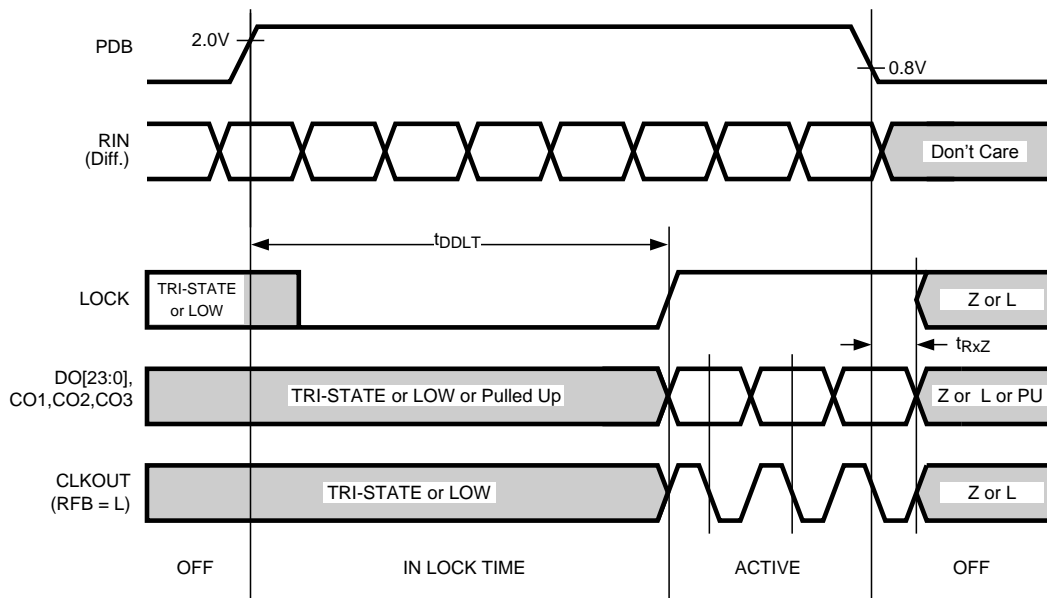 PDB
2.0V
0.8V
RIN
(Diff.)
Don't Care
tDDLT
LOCK
TRI-STATE
or LOW
Z or L
tRxZ
DO[23:0],
CO1,CO2,CO3
TRI-STATE or LOW or Pulled Up
Z or L or PU
CLKOUT
(RFB = L)
TRI-STATE or LOW
Z or L
OFF
IN LOCK TIME
ACTIVE
OFF